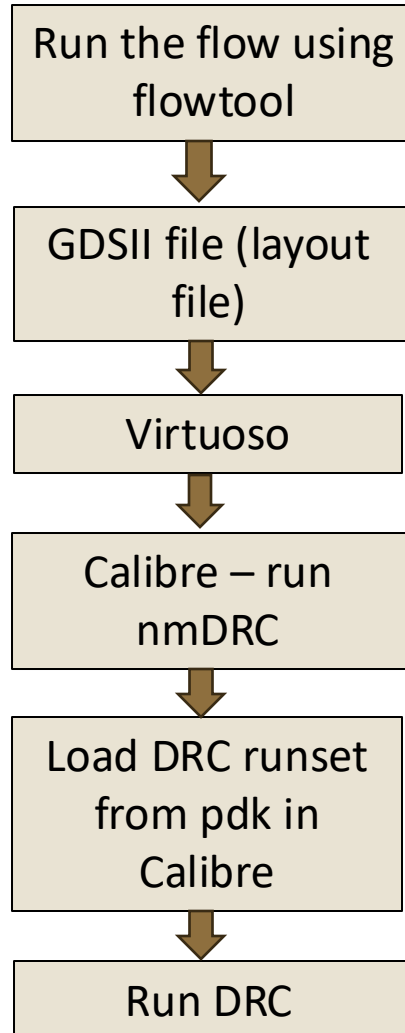 Run the flow using
flowtool
GDSII file (layout
file)
Virtuoso
Calibre – run
nmDRC
Load DRC runset
from pdk in
Calibre
Run DRC